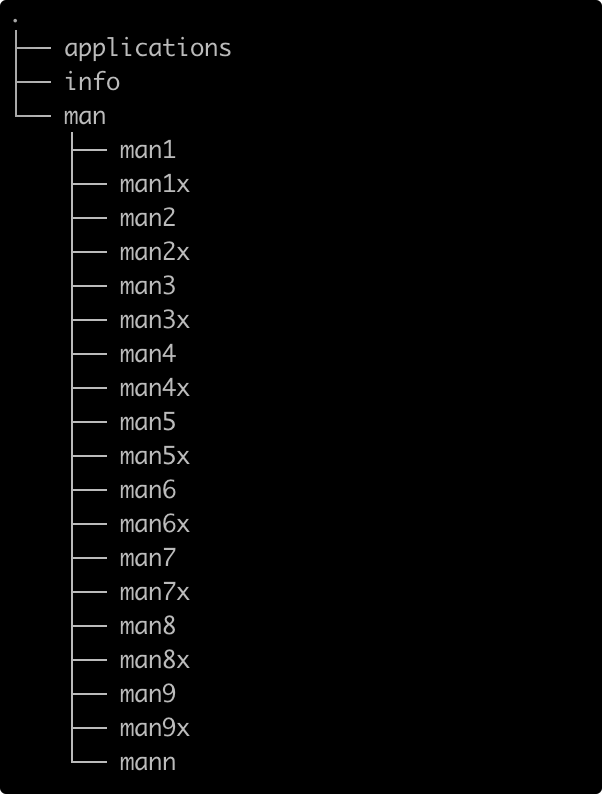 .
├── applications
├── info
└── man
    ├── man1
    ├── man1x
    ├── man2
    ├── man2x
    ├── man3
    ├── man3x
    ├── man4
    ├── man4x
    ├── man5
    ├── man5x
    ├── man6
    ├── man6x
    ├── man7
    ├── man7x
    ├── man8
    ├── man8x
    ├── man9
    ├── man9x
    └── mann